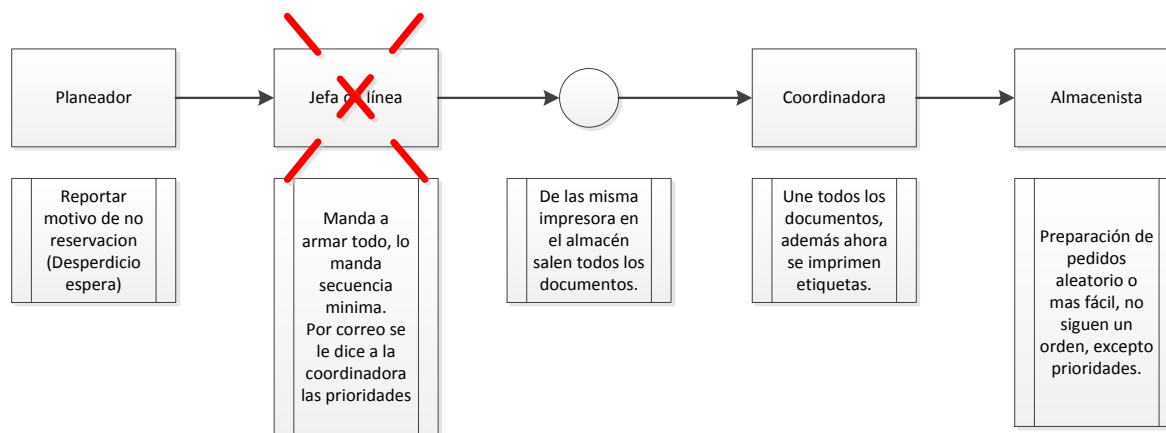 Planeador
Jefa de línea
Coordinadora
Almacenista
Reportar
motivo de no
reservacion
(Desperdicio
espera)
Manda a
armar todo, lo
manda
secuencia
minima.
Por correo se
le dice a la
coordinadora
las prioridades
De las misma
impresora en
el almacén
salen todos los
documentos.
Une todos los
documentos,
además ahora
se imprimen
etiquetas.
Preparación de
pedidos
aleatorio o
mas fácil, no
siguen un
orden, excepto
prioridades.